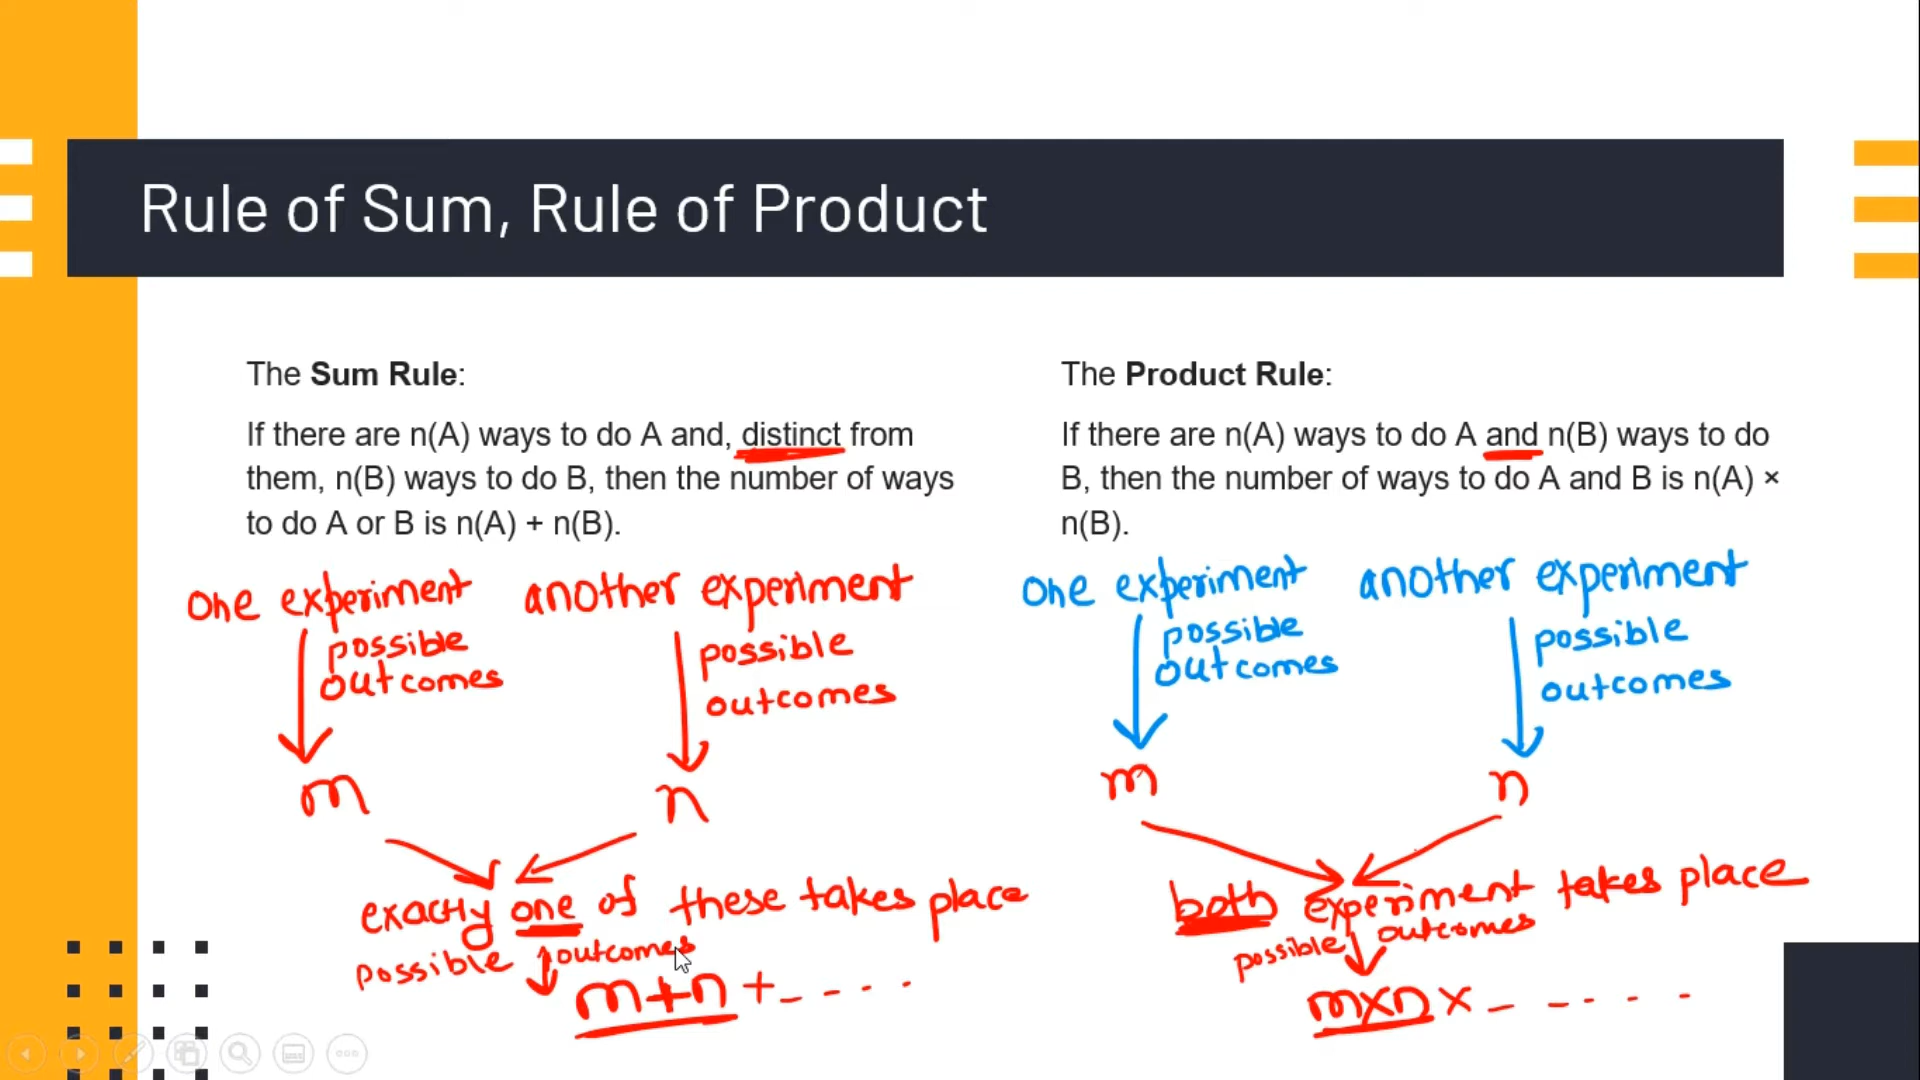 Rule of Sum, Rule of Product
The Sum Rule:
If there are n(A) ways to do A and, distinct from
them, n(B) ways to do B, then the number of ways
to do A or B is n(A) + n(B).
one experiment another experiment
possible
outcomes
possible
outcomes
m n
exactly one of these takes place
possible outcomes
m+n + - - - - -
The Product Rule:
If there are n(A) ways to do A and n(B) ways to do
B, then the number of ways to do A and B is n(A) ×
n(B).
one experiment another experiment
possible
outcomes
possible
outcomes
m n
both experiment takes place
possible outcomes
m×n × - - - - -